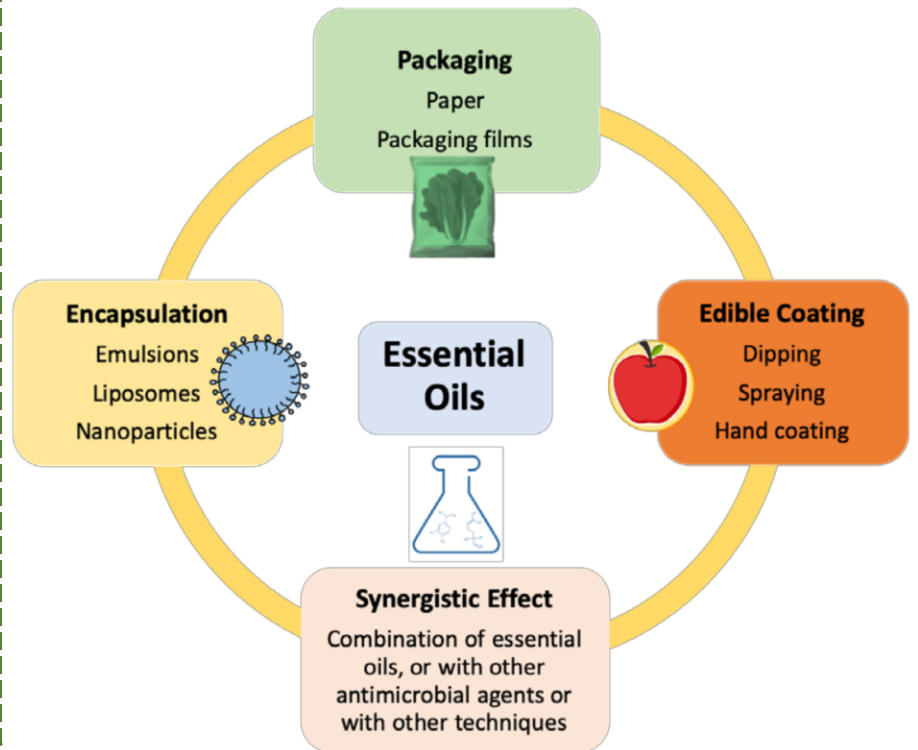 Packaging
Paper
Packaging films
Encapsulation
Emulsions
Liposomes
Nanoparticles
Essential
Oils
Edible Coating
Dipping
Spraying
Hand coating
Synergistic Effect
Combination of essential
oils, or with other
antimicrobial agents or
with other techniques